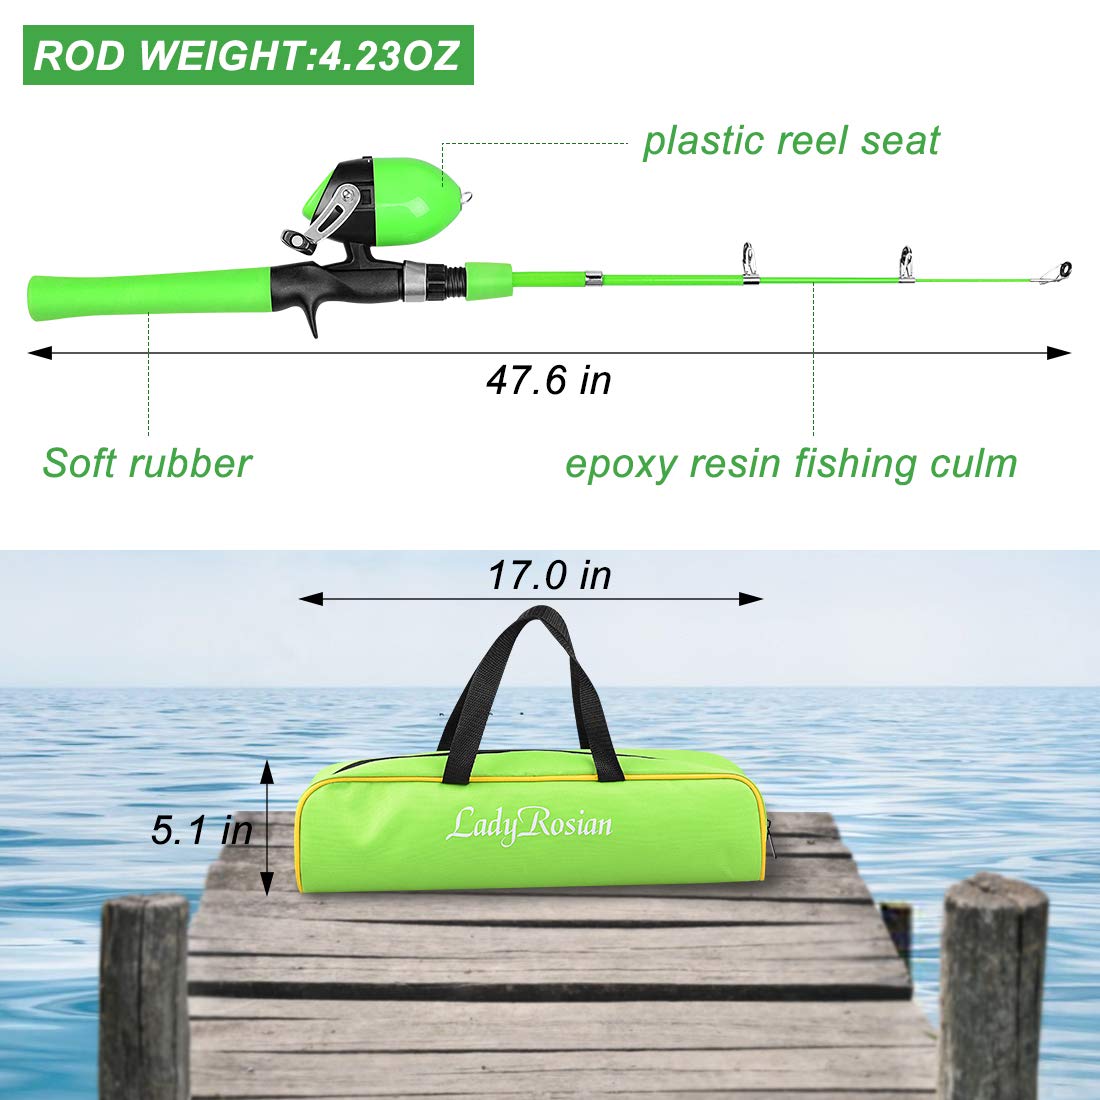 ROD WEIGHT:4.23OZ
plastic reel seat
47.6 in
Soft rubber
epoxy resin fishing culm
17.0 in
5.1 in
LadyRosian